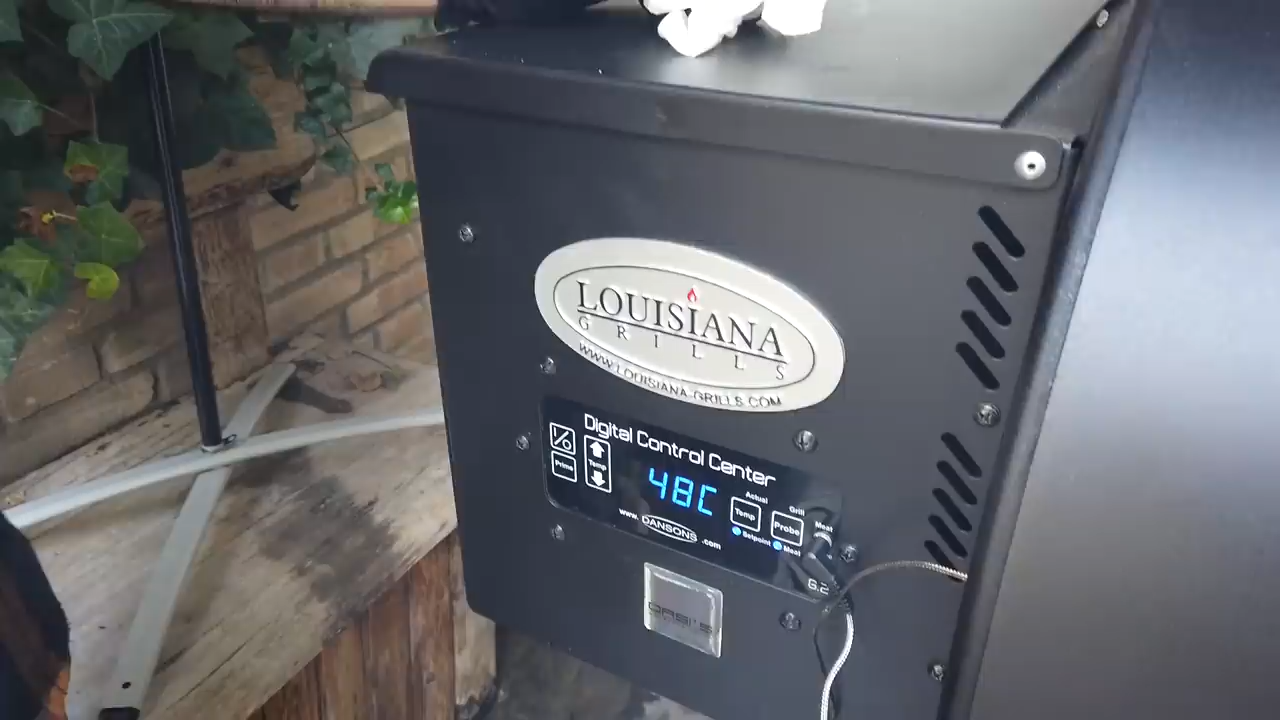 LOUISIANA
GRILLS
WWW.LOUISIANA-GRILLS.COM
Digital Control Center
I/O
Prime
Temp
48C
Actual
Temp
Setpoint
Grill
Probe
Meat
Meat
www. DANSONS .com
G.2